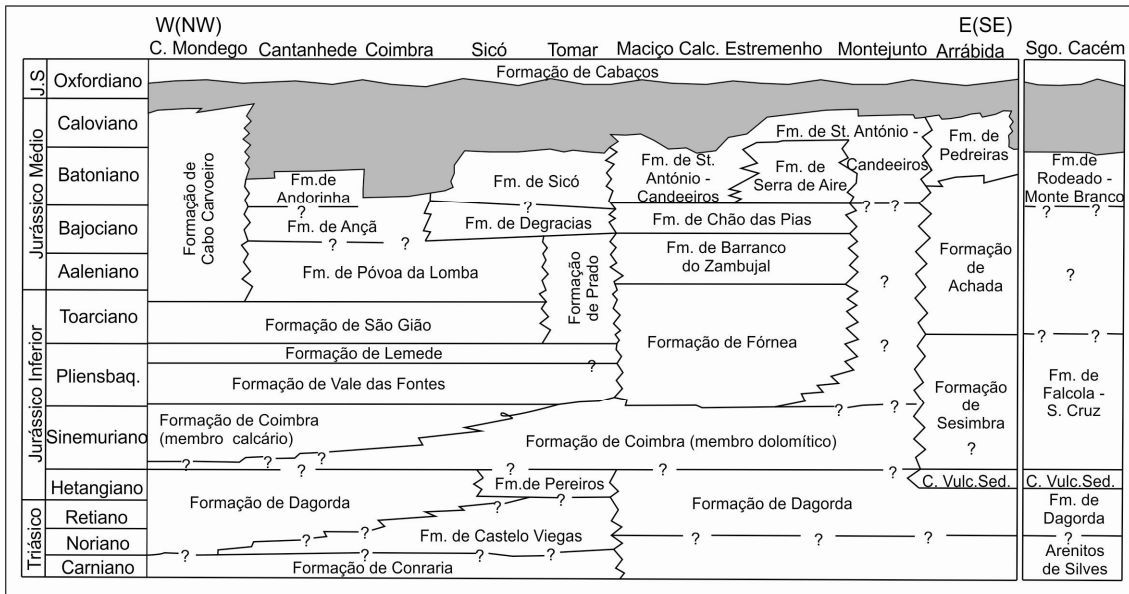 W(NW)
E(SE)
C. Mondego Cantanhede Coimbra Sicó Tomar Maciço Calc. Estremenho Montejunto Arrábida Sgo. Cacém
J.S
Oxfordiano
Formação de Cabaços
Jurássico Médio
Caloviano
Batoniano
Bajociano
Aaleniano
Formação de
Cabo Carvoeiro
Fm.de
Andorinha
?
Fm. de Ançã
? ?
Fm. de Póvoa da Lomba
Fm. de Sicó
?
Fm. de Degracias
Formação
de Prado
Fm. de St.
António -
Candeeiros
Fm. de St. António -
Candeeiros
Fm. de
Serra de Aire
? ?
Fm. de Chão das Pias
Fm. de Barranco
do Zambujal
?
Fm. de
Pedreiras
Formação
de
Achada
Fm.de
Rodeado -
Monte Branco
? ?
?
Jurássico Inferior
Toarciano
Pliensbaq.
Sinemuriano
Hetangiano
Formação de São Gião
Formação de Lemede
?
Formação de Vale das Fontes
Formação de Fórnea
?
? ?
Formação de Coimbra
(membro calcário)
? ? ?
Formação de Coimbra (membro dolomítico)
? ? ? ?
Formação
de
Sesimbra
?
? ?
Fm. de
Falcola -
S. Cruz
C. Vulc.Sed.
C. Vulc.Sed.
Fm.de Pereiros
? ?
Formação de Dagorda
Formação de Dagorda
Triásico
Retiano
Noriano
Carniano
? ?
Fm. de Castelo Viegas
? ? ? ?
Formação de Conraria
? ? ?
Fm. de
Dagorda
?
Arenitos
de Silves